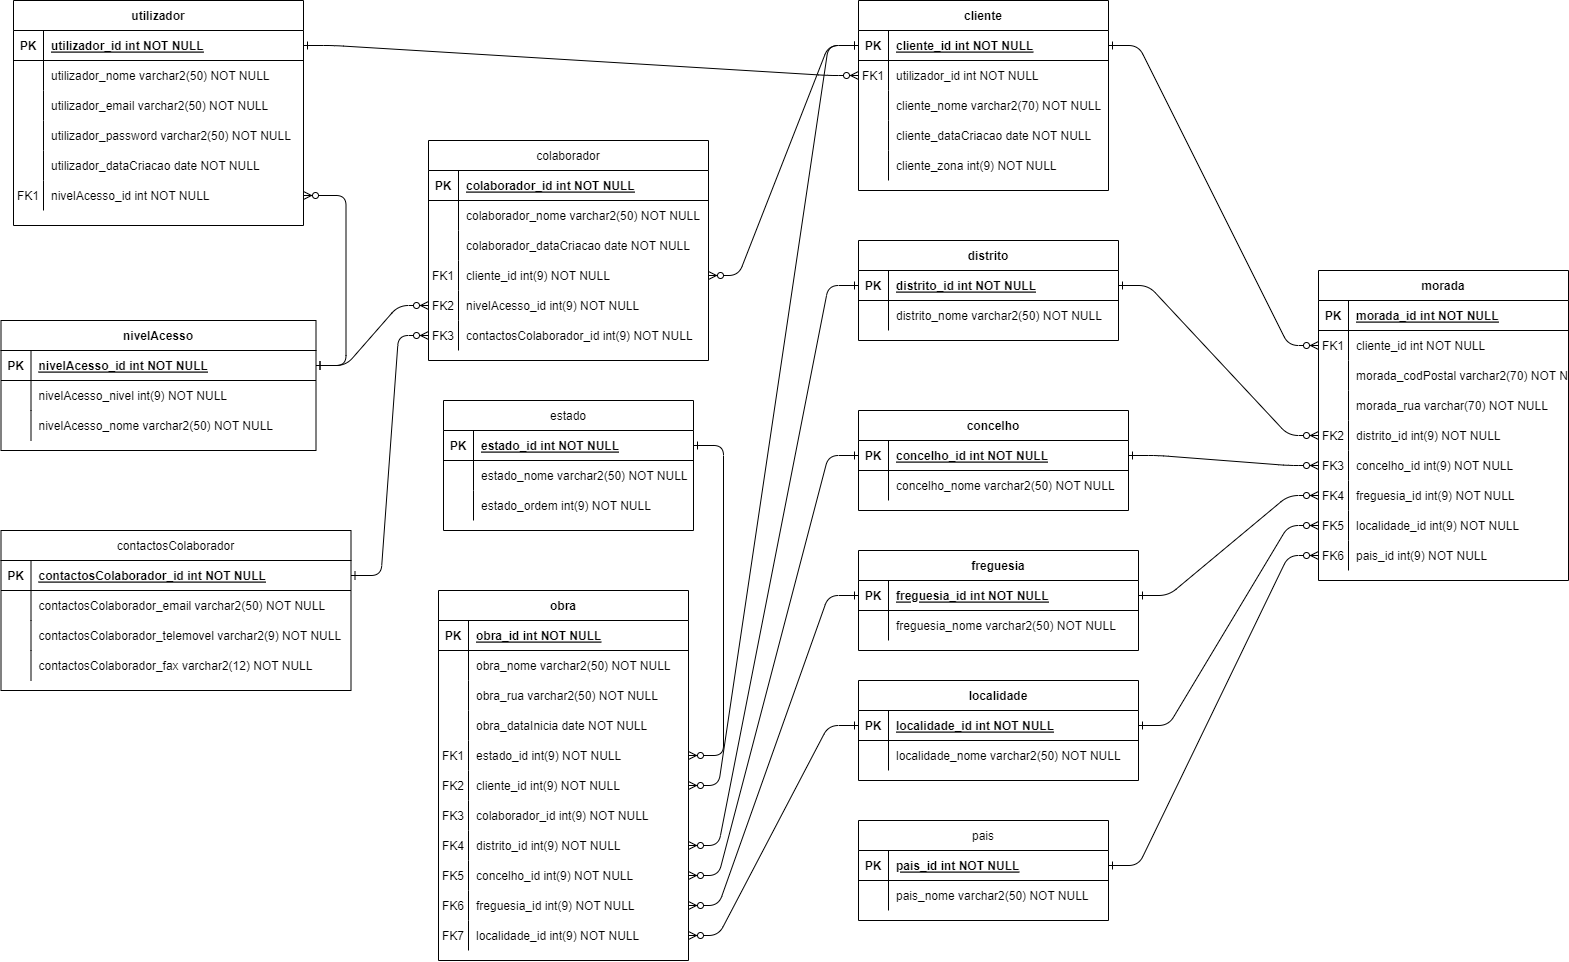 utilizador
PK utilizador_id int NOT NULL
utilizador_nome varchar2(50) NOT NULL
utilizador_email varchar2(50) NOT NULL
utilizador_password varchar2(50) NOT NULL
utilizador_dataCriacao date NOT NULL
FK1 nivelAcesso_id int NOT NULL
nivelAcesso
PK nivelAcesso_id int NOT NULL
nivelAcesso_nivel int(9) NOT NULL
nivelAcesso_nome varchar2(50) NOT NULL
contactosColaborador
PK contactosColaborador_id int NOT NULL
contactosColaborador_email varchar2(50) NOT NULL
contactosColaborador_telemovel varchar2(9) NOT NULL
contactosColaborador_fax varchar2(12) NOT NULL
colaborador
PK colaborador_id int NOT NULL
colaborador_nome varchar2(50) NOT NULL
colaborador_dataCriacao date NOT NULL
FK1 cliente_id int(9) NOT NULL
FK2 nivelAcesso_id int(9) NOT NULL
FK3 contactosColaborador_id int(9) NOT NULL
estado
PK estado_id int NOT NULL
estado_nome varchar2(50) NOT NULL
estado_ordem int(9) NOT NULL
obra
PK obra_id int NOT NULL
obra_nome varchar2(50) NOT NULL
obra_rua varchar2(50) NOT NULL
obra_dataInicia date NOT NULL
FK1 estado_id int(9) NOT NULL
FK2 cliente_id int(9) NOT NULL
FK3 colaborador_id int(9) NOT NULL
FK4 distrito_id int(9) NOT NULL
FK5 concelho_id int(9) NOT NULL
FK6 freguesia_id int(9) NOT NULL
FK7 localidade_id int(9) NOT NULL
cliente
PK cliente_id int NOT NULL
FK1 utilizador_id int NOT NULL
cliente_nome varchar2(70) NOT NULL
cliente_dataCriacao date NOT NULL
cliente_zona int(9) NOT NULL
distrito
PK distrito_id int NOT NULL
distrito_nome varchar2(50) NOT NULL
concelho
PK concelho_id int NOT NULL
concelho_nome varchar2(50) NOT NULL
freguesia
PK freguesia_id int NOT NULL
freguesia_nome varchar2(50) NOT NULL
localidade
PK localidade_id int NOT NULL
localidade_nome varchar2(50) NOT NULL
pais
PK pais_id int NOT NULL
pais_nome varchar2(50) NOT NULL
morada
PK morada_id int NOT NULL
FK1 cliente_id int NOT NULL
morada_codPostal varchar2(70) NOT N
morada_rua varchar(70) NOT NULL
FK2 distrito_id int(9) NOT NULL
FK3 concelho_id int(9) NOT NULL
FK4 freguesia_id int(9) NOT NULL
FK5 localidade_id int(9) NOT NULL
FK6 pais_id int(9) NOT NULL